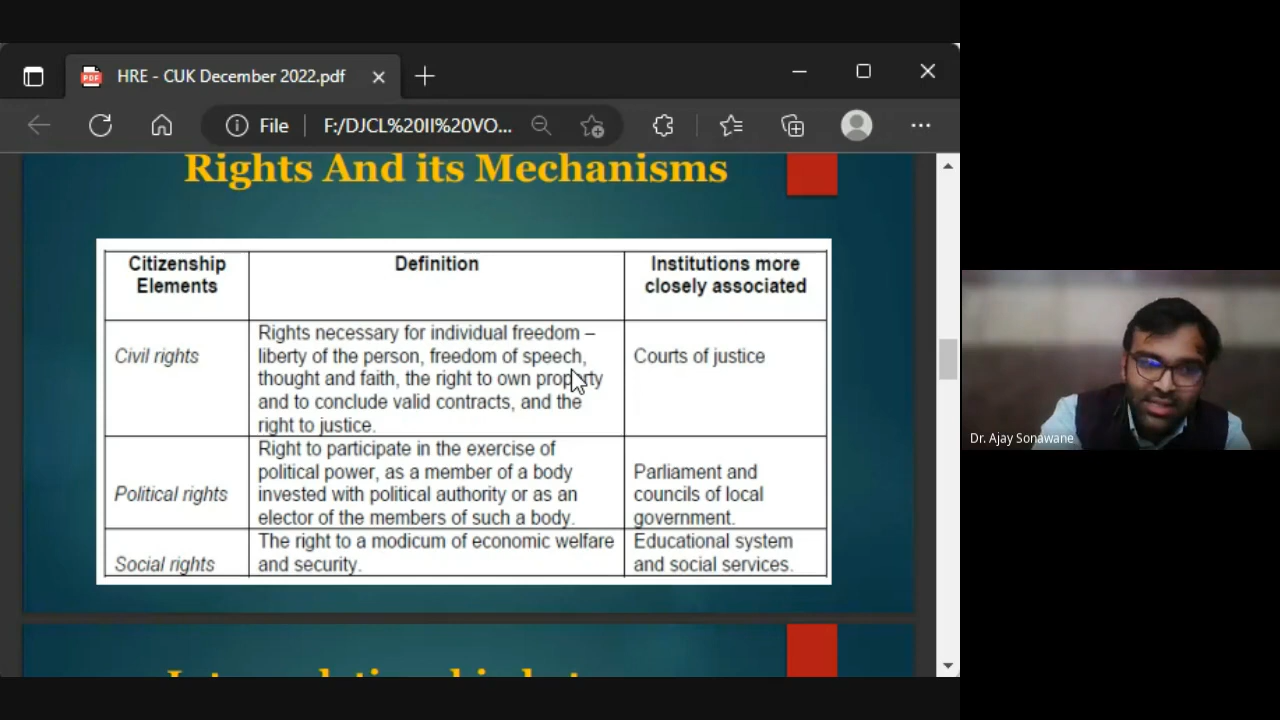 HRE - CUK December 2022.pdf
File
F:/DJCL%20II%20VO...
Rights And its Mechanisms
Citizenship
Elements
Definition
Institutions more
closely associated
Civil rights
Rights necessary for individual freedom –
liberty of the person, freedom of speech,
thought and faith, the right to own property
and to conclude valid contracts, and the
right to justice.
Courts of justice
Political rights
Right to participate in the exercise of
political power, as a member of a body
invested with political authority or as an
elector of the members of such a body.
Parliament and
councils of local
government.
Social rights
The right to a modicum of economic welfare
and security.
Educational system
and social services.
Dr. Ajay Sonawane